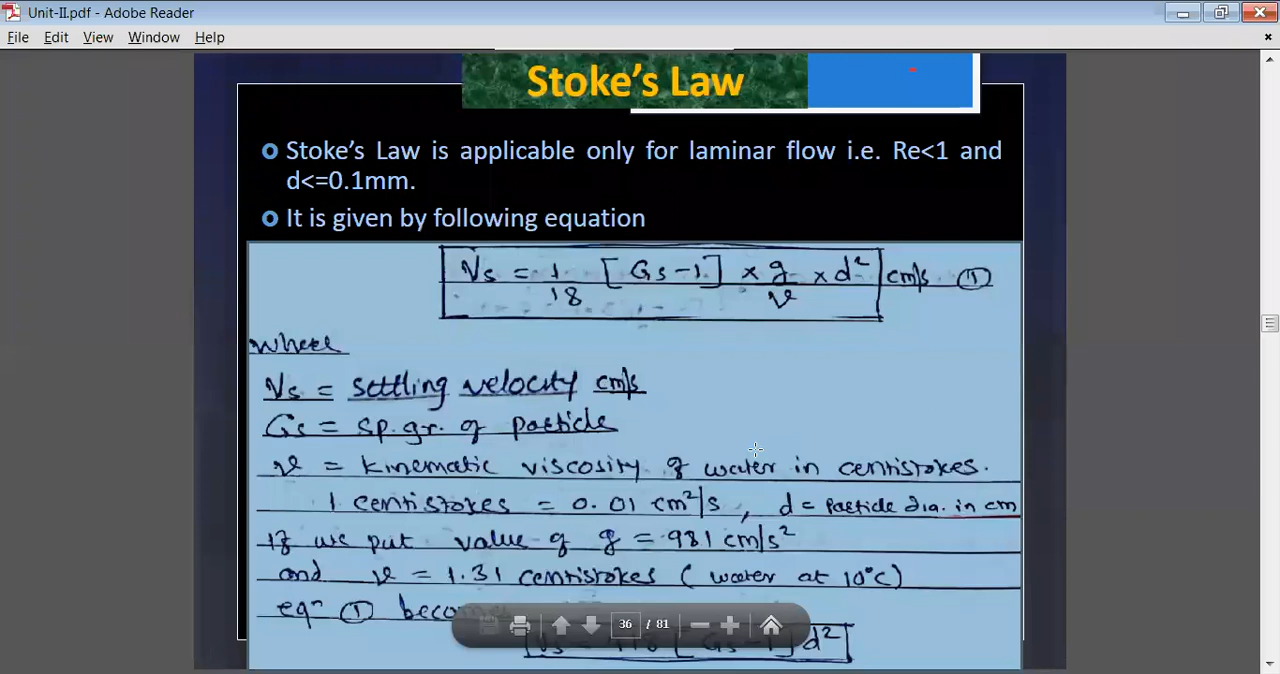 Unit-II.pdf - Adobe Reader
File Edit View Window Help
Stoke's Law
Stoke's Law is applicable only for laminar flow i.e. Re<1 and
d<=0.1mm.
It is given by following equation
Vs = 1/18 [Gs-1] × g/ν × d² cm/s ①
where
Vs = settling velocity cm/s
Gs = sp.gr. of particle
ν = kinematic viscosity of water in centistokes.
1 centistokes = 0.01 cm²/s, d = particle dia. in cm
If we put value of g = 981 cm/s²
and ν = 1.31 centistokes (water at 10°c)
eqⁿ ①
36 / 81
[Gs-1] d²